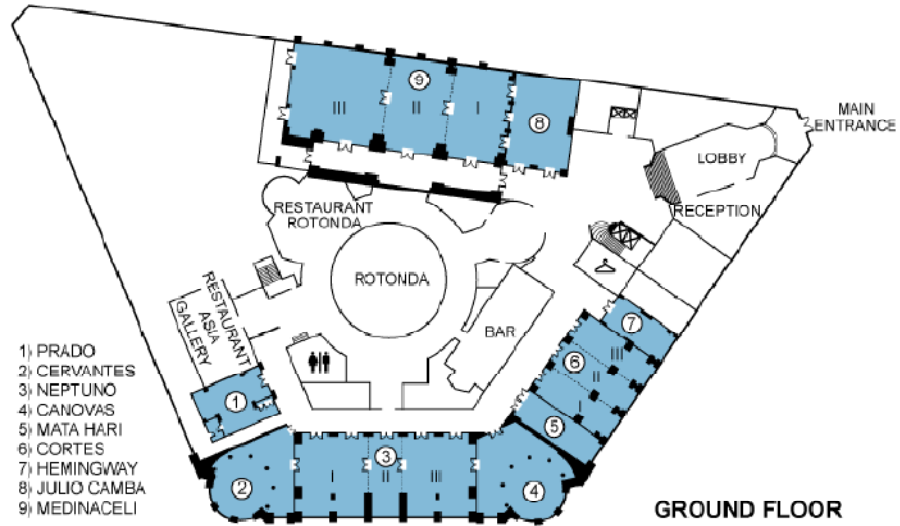 MAIN
ENTRANCE
III
II
I
9
8
LOBBY
RECEPTION
RESTAURANT
ROTONDA
ROTONDA
RESTAURANT
ASIA
GALLERY
BAR
7
III
6
II
I
5
1
1) PRADO
2) CERVANTES
3) NEPTUNO
4) CANOVAS
5) MATA HARI
6) CORTES
7) HEMINGWAY
8) JULIO CAMBA
9) MEDINACELI
2
I
II
III
3
4
GROUND FLOOR